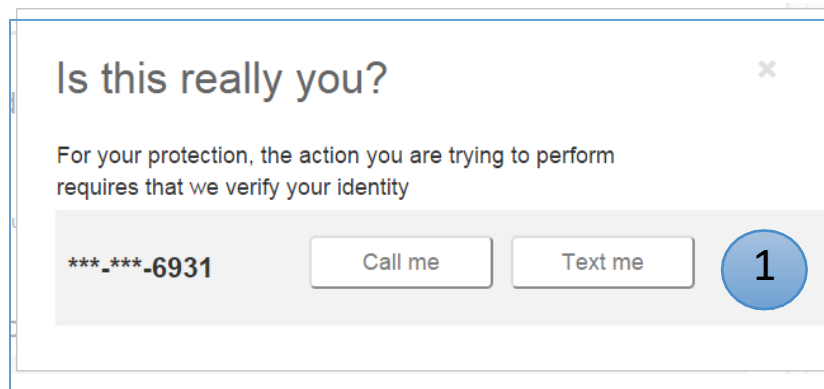 Is this really you?
For your protection, the action you are trying to perform
requires that we verify your identity
***-***-6931 Call me Text me 1